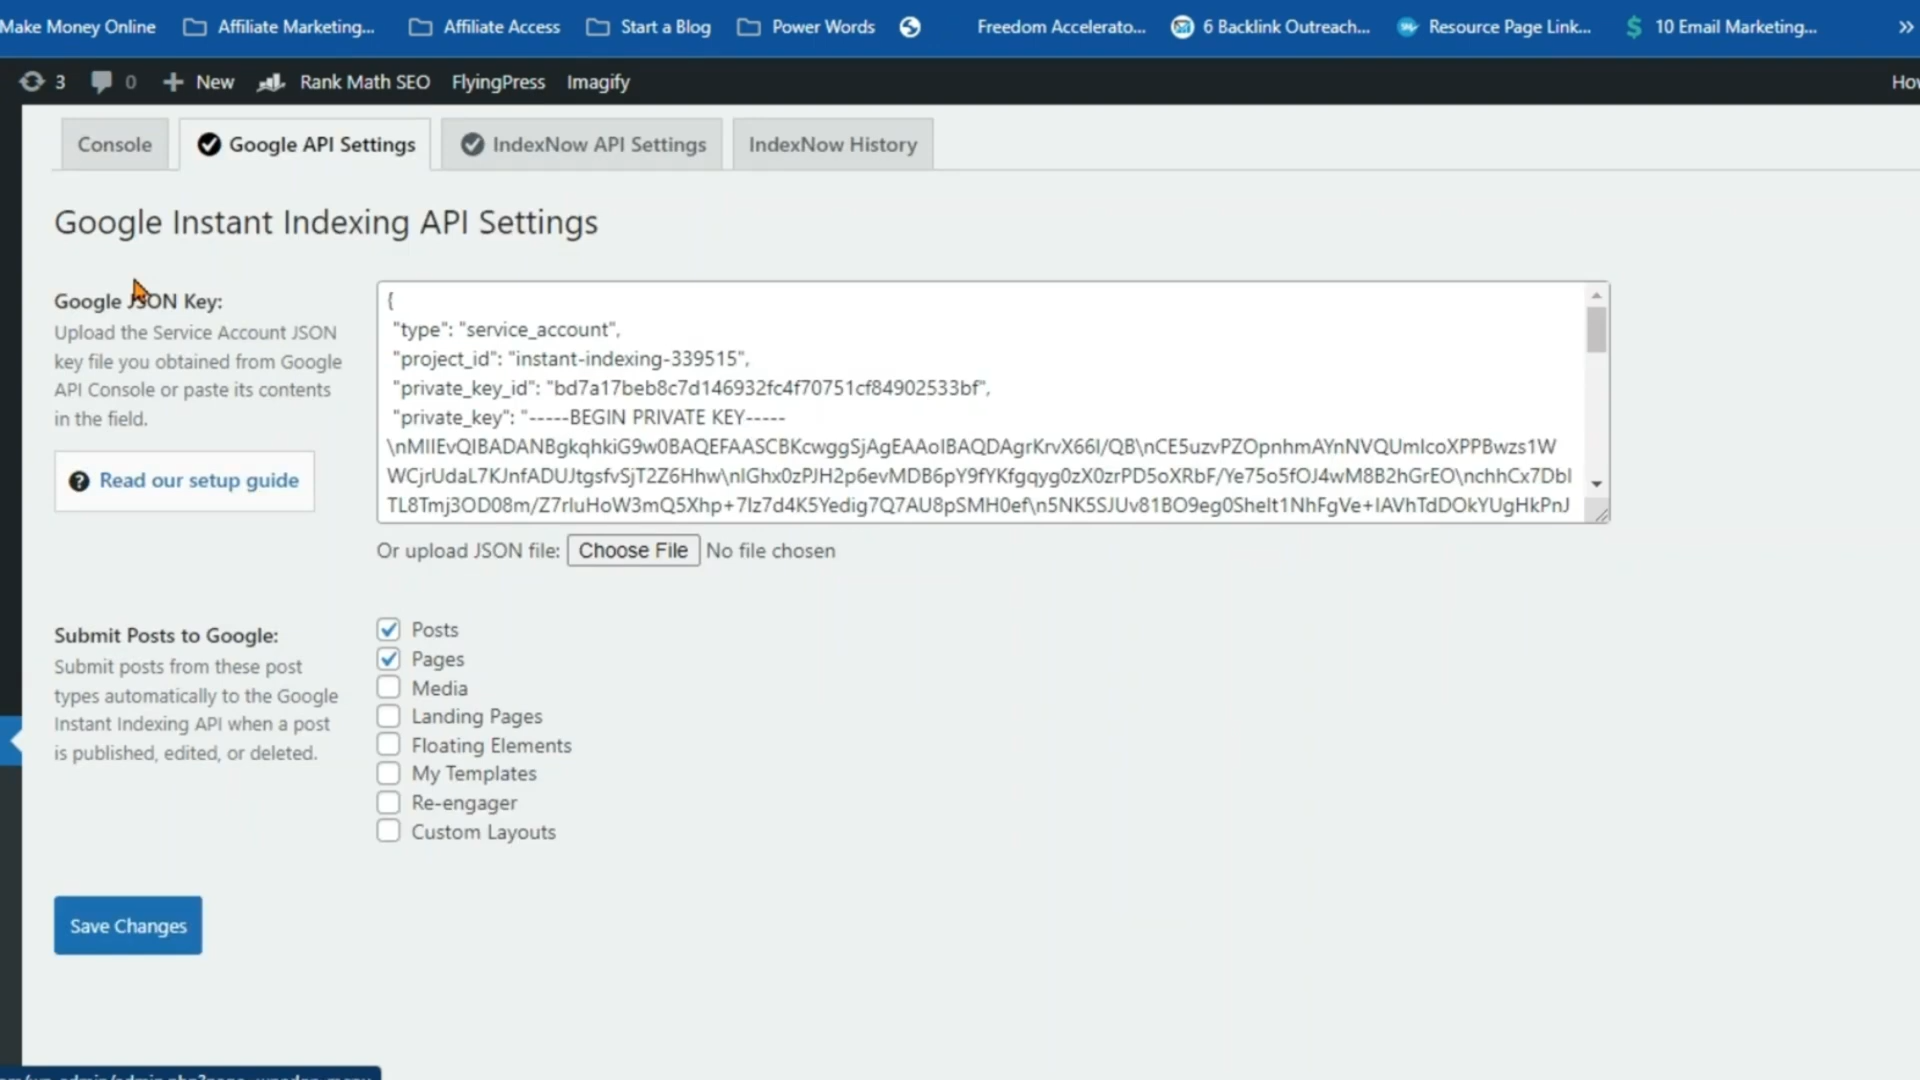 Make Money Online
Affiliate Marketing...
Affiliate Access
Start a Blog
Power Words
Freedom Accelerato...
6 Backlink Outreach...
Resource Page Link...
10 Email Marketing...
»
3
0
New
Rank Math SEO
FlyingPress
Imagify
Console
Google API Settings
IndexNow API Settings
IndexNow History
Google Instant Indexing API Settings
Google JSON Key:
Upload the Service Account JSON
key file you obtained from Google
API Console or paste its contents
in the field.
Read our setup guide
{
"type": "service_account",
"project_id": "instant-indexing-339515",
"private_key_id": "bd7a17beb8c7d146932fc4f70751cf84902533bf",
"private_key": "-----BEGIN PRIVATE KEY-----
Or upload JSON file: Choose File No file chosen
Submit Posts to Google:
Submit posts from these post
types automatically to the Google
Instant Indexing API when a post
is published, edited, or deleted.
Posts
Pages
Media
Landing Pages
Floating Elements
My Templates
Re-engager
Custom Layouts
Save Changes